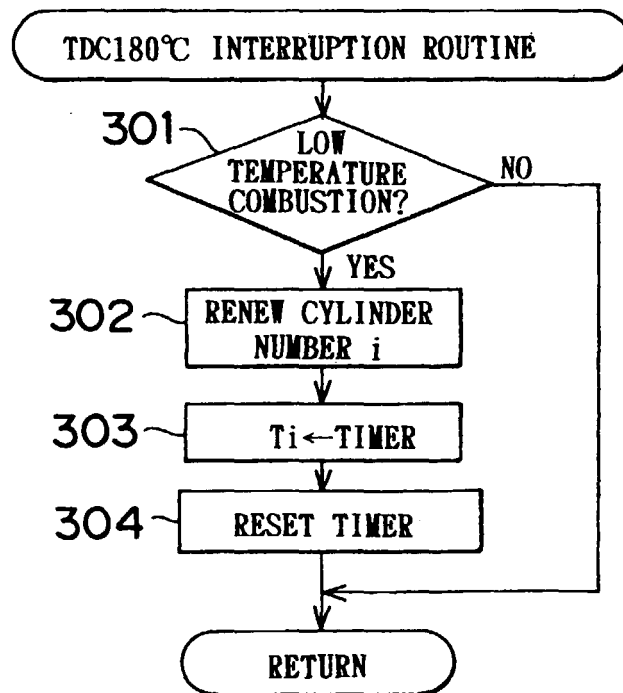 TDC180℃ INTERRUPTION ROUTINE
301
LOW
TEMPERATURE
COMBUSTION?
NO
YES
302
RENEW CYLINDER
NUMBER i
303
Ti←TIMER
304
RESET TIMER
RETURN